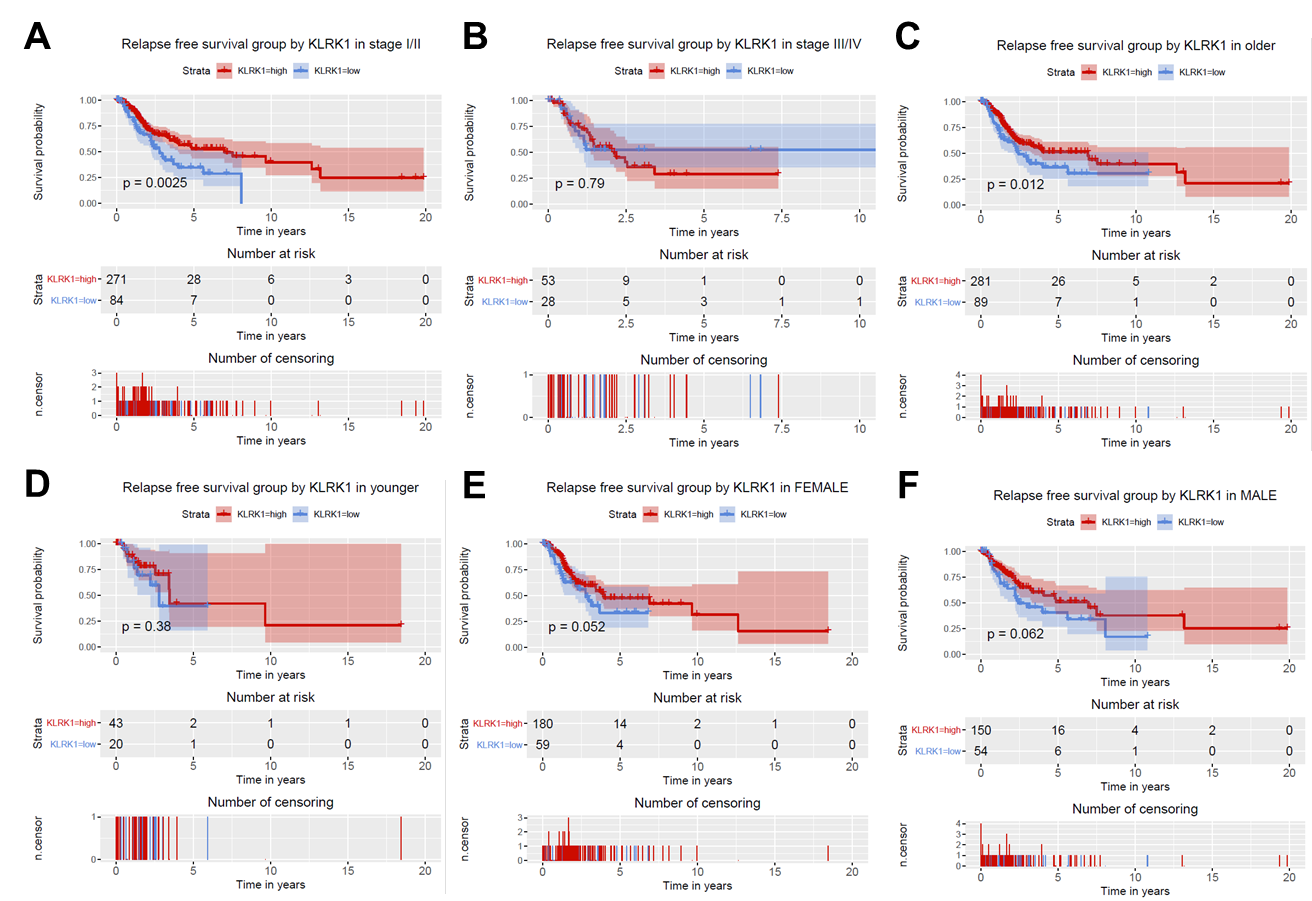 A
Relapse free survival group by KLRK1 in stage I/II
Strata KLRK1=high KLRK1=low
Survival probability
1.00
0.75
0.50
0.25
0.00
p = 0.0025
0 5 10 15 20
Time in years
Number at risk
Strata
KLRK1=high 271 28 6 3 0
KLRK1=low 84 7 0 0 0
0 5 10 15 20
Time in years
Number of censoring
n.censor
3
2
1
0
0 5 10 15 20
Time in years
B
Relapse free survival group by KLRK1 in stage III/IV
Strata KLRK1=high KLRK1=low
Survival probability
1.00
0.75
0.50
0.25
0.00
p = 0.79
0 2.5 5 7.5 10
Time in years
Number at risk
Strata
KLRK1=high 53 9 1 0 0
KLRK1=low 28 5 3 1 1
0 2.5 5 7.5 10
Time in years
Number of censoring
n.censor
1
0
0 2.5 5 7.5 10
Time in years
C
Relapse free survival group by KLRK1 in older
Strata KLRK1=high KLRK1=low
Survival probability
1.00
0.75
0.50
0.25
0.00
p = 0.012
0 5 10 15 20
Time in years
Number at risk
Strata
KLRK1=high 281 26 5 2 0
KLRK1=low 89 7 1 0 0
0 5 10 15 20
Time in years
Number of censoring
n.censor
4
3
2
1
0
0 5 10 15 20
Time in years
D
Relapse free survival group by KLRK1 in younger
Strata KLRK1=high KLRK1=low
Survival probability
1.00
0.75
0.50
0.25
0.00
p = 0.38
0 5 10 15 20
Time in years
Number at risk
Strata
KLRK1=high 43 2 1 1 0
KLRK1=low 20 1 0 0 0
0 5 10 15 20
Time in years
Number of censoring
n.censor
1
0
0 5 10 15 20
Time in years
E
Relapse free survival group by KLRK1 in FEMALE
Strata KLRK1=high KLRK1=low
Survival probability
1.00
0.75
0.50
0.25
0.00
p = 0.052
0 5 10 15 20
Time in years
Number at risk
Strata
KLRK1=high 180 14 2 1 0
KLRK1=low 59 4 0 0 0
0 5 10 15 20
Time in years
Number of censoring
n.censor
3
2
1
0
0 5 10 15 20
Time in years
F
Relapse free survival group by KLRK1 in MALE
Strata KLRK1=high KLRK1=low
Survival probability
1.00
0.75
0.50
0.25
0.00
p = 0.062
0 5 10 15 20
Time in years
Number at risk
Strata
KLRK1=high 150 16 4 2 0
KLRK1=low 54 6 1 0 0
0 5 10 15 20
Time in years
Number of censoring
n.censor
4
3
2
1
0
0 5 10 15 20
Time in years